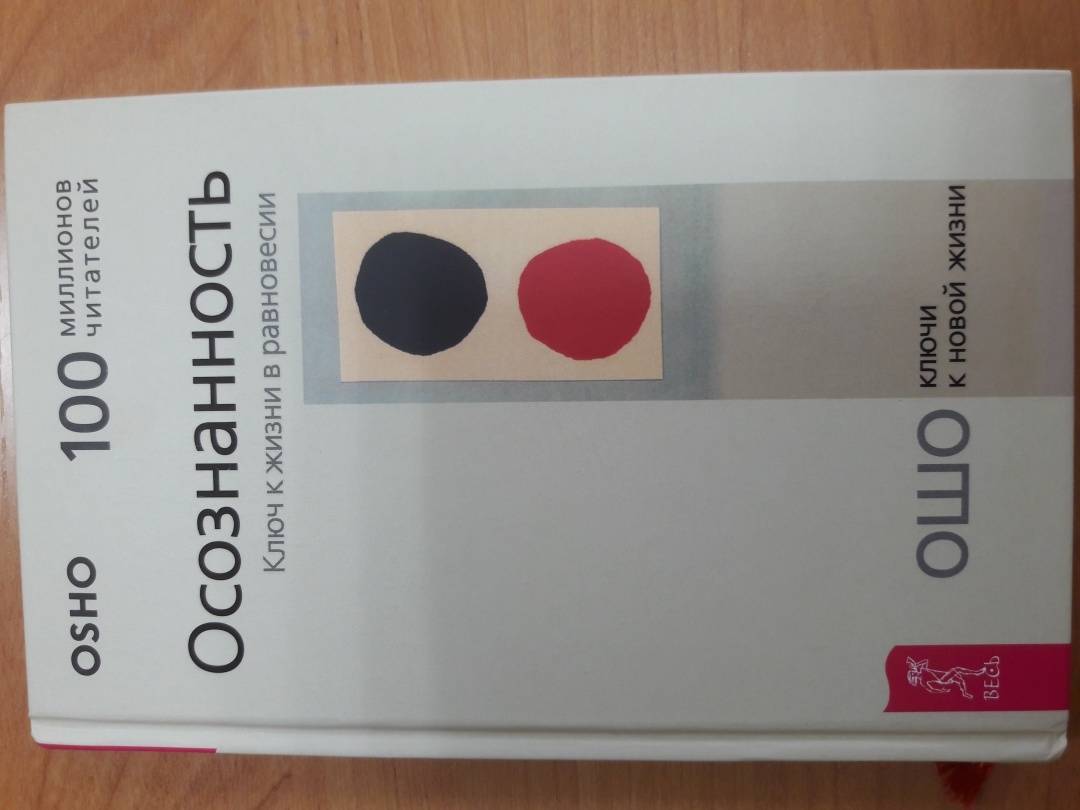 OSHO
100 миллионов
читателей
Осознанность
Ключ к жизни в равновесии
ОШО ключи
к новой жизни
ВЕСЬ